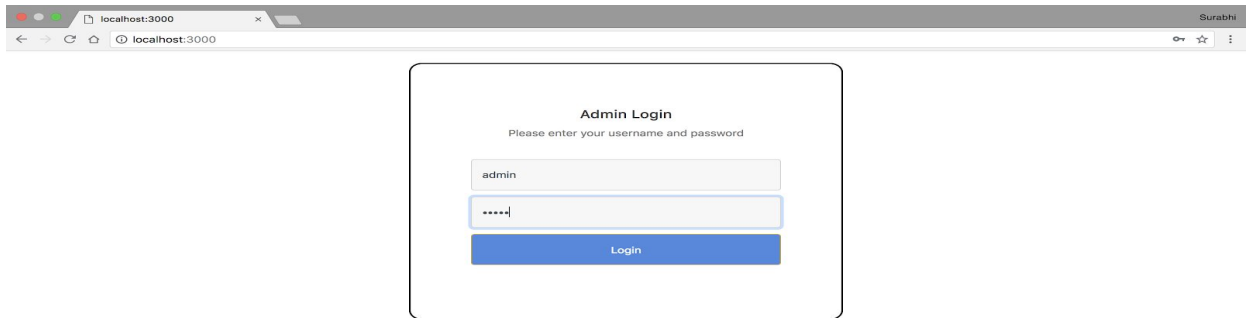 localhost:3000
Surabhi
localhost:3000
Admin Login
Please enter your username and password
admin
•••••
Login